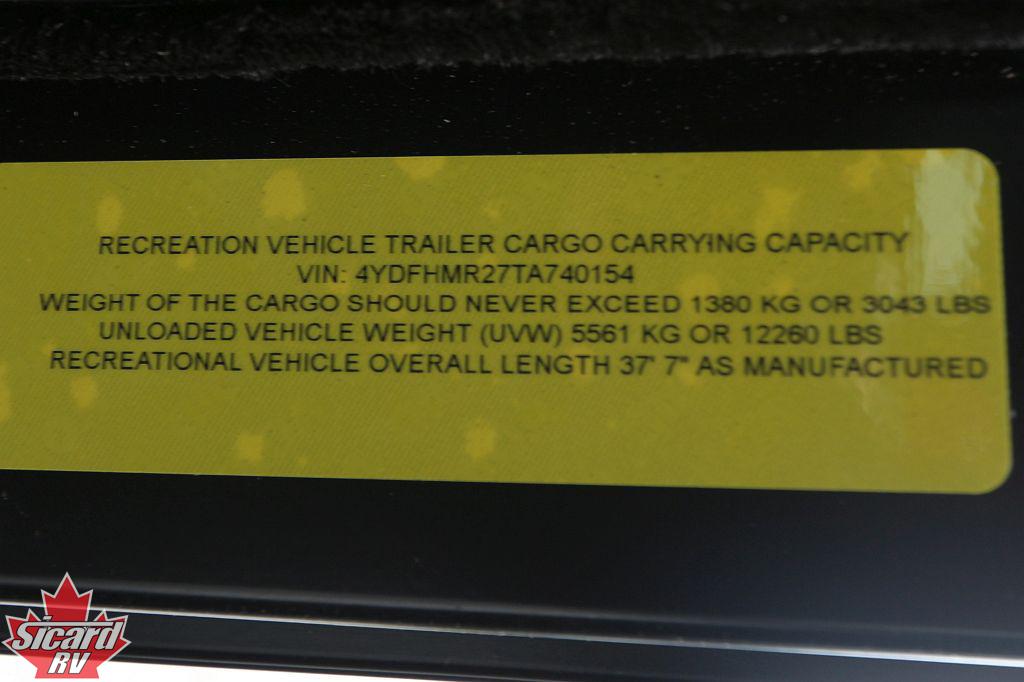 RECREATION VEHICLE TRAILER CARGO CARRYING CAPACITY
VIN: 4YDFHMR27TA740154
WEIGHT OF THE CARGO SHOULD NEVER EXCEED 1380 KG OR 3043 LBS
UNLOADED VEHICLE WEIGHT (UVW) 5561 KG OR 12260 LBS
RECREATIONAL VEHICLE OVERALL LENGTH 37' 7" AS MANUFACTURED
Sicard
RV